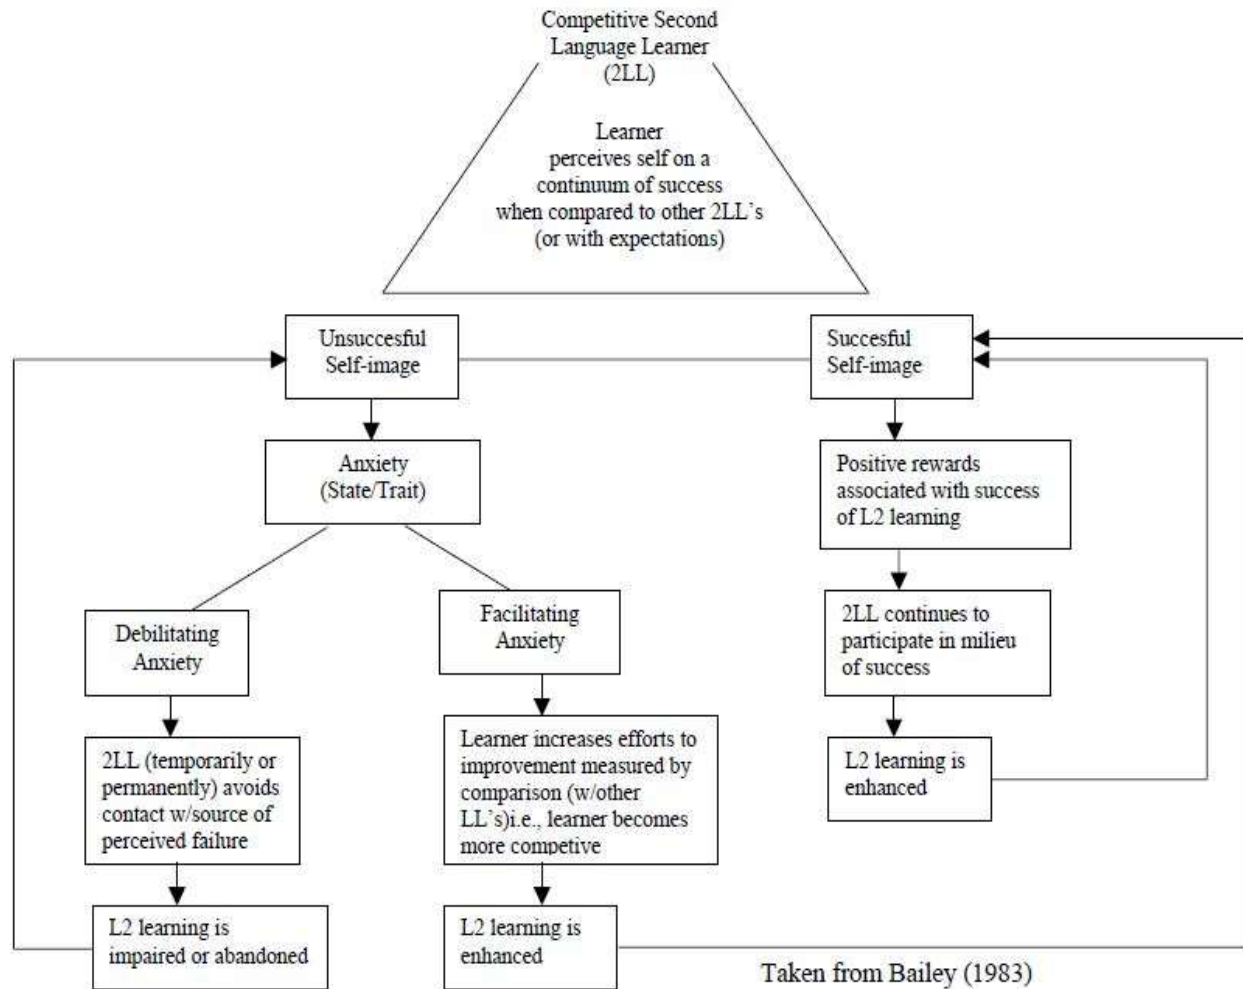 Competitive Second
Language Learner
(2LL)
Learner
perceives self on a
continuum of success
when compared to other 2LL's
(or with expectations)
Unsuccesful
Self-image
Succesful
Self-image
Anxiety
(State/Trait)
Positive rewards
associated with success
of L2 learning
Debilitating
Anxiety
Facilitating
Anxiety
2LL continues to
participate in milieu
of success
2LL (temporarily or
permanently) avoids
contact w/source of
perceived failure
Learner increases efforts to
improvement measured by
comparison (w/other
LL's)i.e., learner becomes
more competive
L2 learning is
enhanced
L2 learning is
impaired or abandoned
L2 learning is
enhanced
Taken from Bailey (1983)